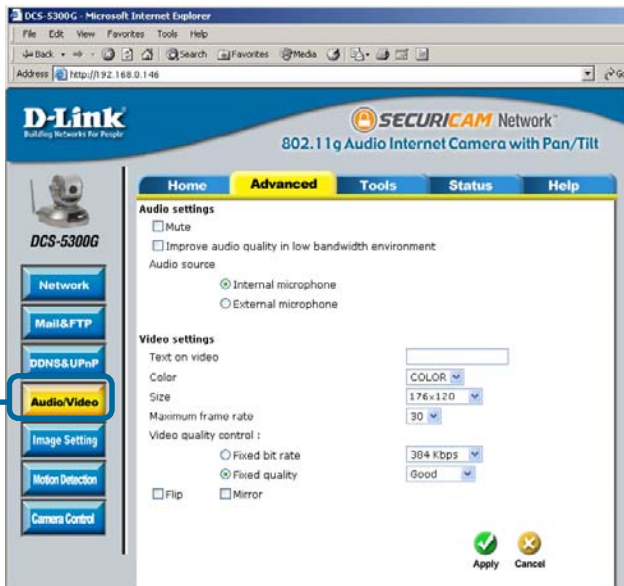 DCS-5300G - Microsoft Internet Explorer
File Edit View Favorites Tools Help
Back Search Favorites Media
Address http://192.168.0.146
D-Link
Building Networks for People
SECURICAM Network™
802.11g Audio Internet Camera with Pan/Tilt
DCS-5300G
Home Advanced Tools Status Help
Network
Mail&FTP
DDNS&UPnP
Audio/Video
Image Setting
Motion Detection
Camera Control
Audio settings
Mute
Improve audio quality in low bandwidth environment
Audio source
Internal microphone
External microphone
Video settings
Text on video
Color COLOR
Size 176x120
Maximum frame rate 30
Video quality control :
Fixed bit rate 384 Kbps
Fixed quality Good
Flip Mirror
Apply Cancel